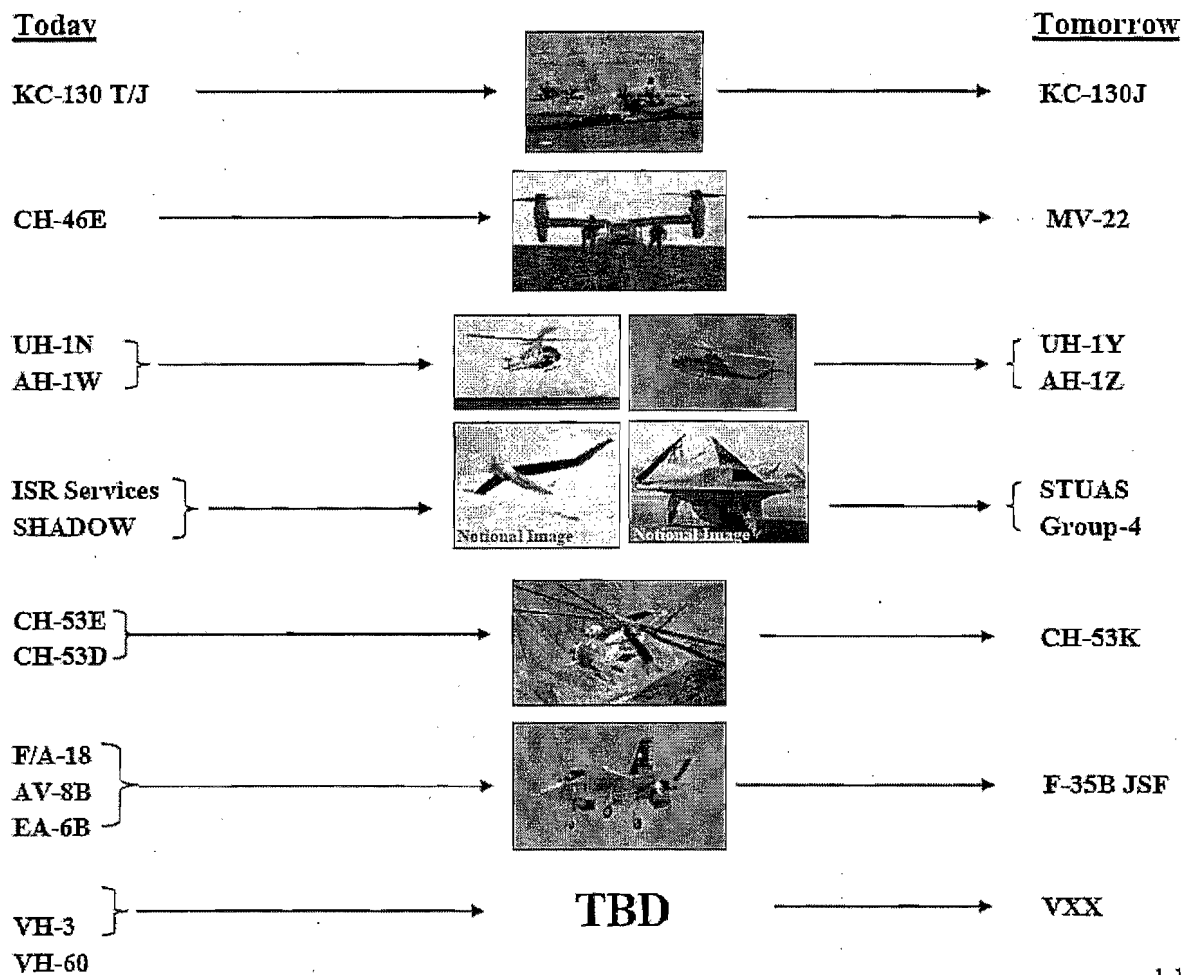 Today
Tomorrow
KC-130 T/J
KC-130J
CH-46E
MV-22
UH-1N
AH-1W
UH-1Y
AH-1Z
ISR Services
SHADOW
Notional Image
Notional Image
STUAS
Group-4
CH-53E
CH-53D
CH-53K
F/A-18
AV-8B
EA-6B
F-35B JSF
VH-3
VH-60
TBD
VXX